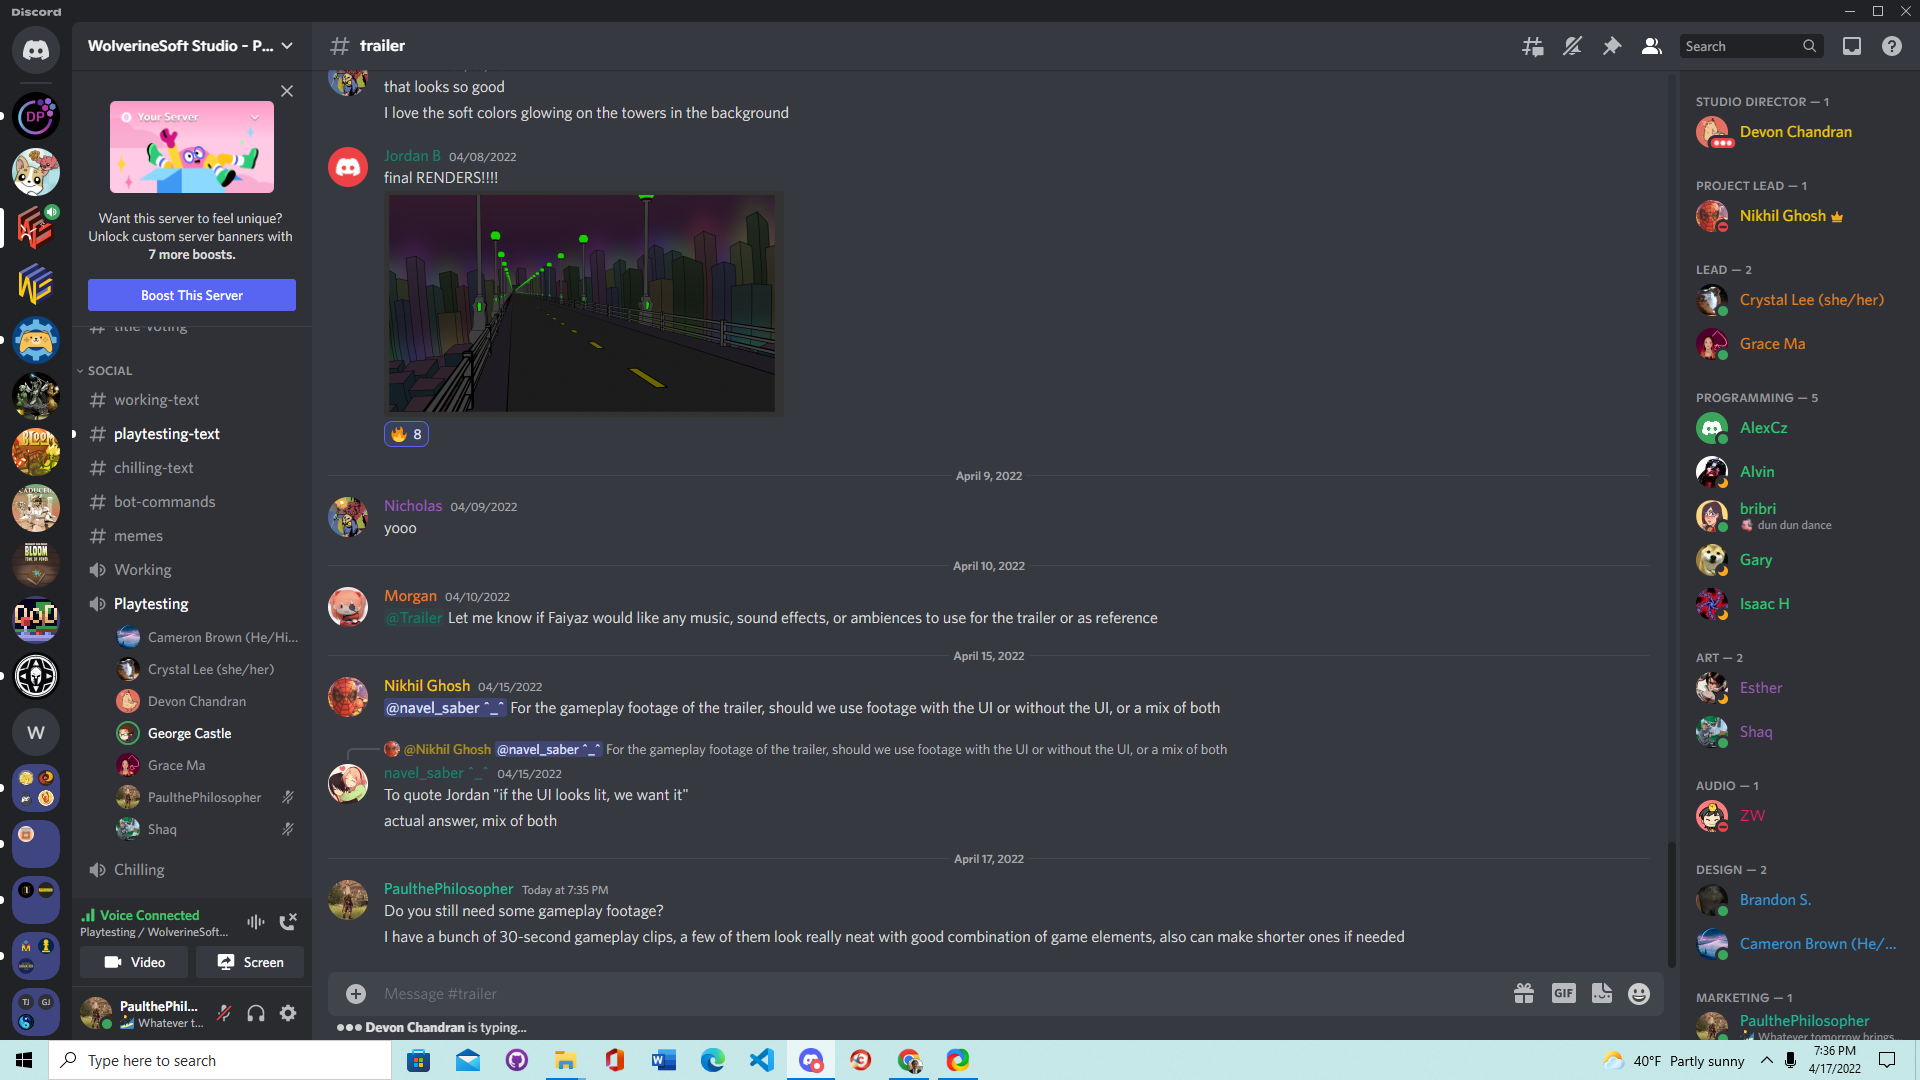 Discord
WolverineSoft Studio - P...
Your Server
Want this server to feel unique?
Unlock custom server banners with
7 more boosts.
Boost This Server
title-voting
SOCIAL
working-text
playtesting-text
chilling-text
bot-commands
memes
Working
Playtesting
Cameron Brown (He/Hi...
Crystal Lee (she/her)
Devon Chandran
George Castle
Grace Ma
PaulthePhilosopher
Shaq
Chilling
Voice Connected
Playtesting / WolverineSoft...
Video
Screen
PaulthePhil...
Whatever t...
DP
BLOOM
BLOOM
W
TJ GJ
trailer
Search
that looks so good
I love the soft colors glowing on the towers in the background
Jordan B 04/08/2022
final RENDERS!!!!
8
April 9, 2022
Nicholas 04/09/2022
yooo
April 10, 2022
Morgan 04/10/2022
@Trailer Let me know if Faiyaz would like any music, sound effects, or ambiences to use for the trailer or as reference
April 15, 2022
Nikhil Ghosh 04/15/2022
@navel_saber ^_^ For the gameplay footage of the trailer, should we use footage with the UI or without the UI, or a mix of both
@Nikhil Ghosh @navel_saber ^_^ For the gameplay footage of the trailer, should we use footage with the UI or without the UI, or a mix of both
navel_saber ^_^ 04/15/2022
To quote Jordan "if the UI looks lit, we want it"
actual answer, mix of both
April 17, 2022
PaulthePhilosopher Today at 7:35 PM
Do you still need some gameplay footage?
I have a bunch of 30-second gameplay clips, a few of them look really neat with good combination of game elements, also can make shorter ones if needed
Message #trailer
GIF
Devon Chandran is typing...
STUDIO DIRECTOR — 1
Devon Chandran
PROJECT LEAD — 1
Nikhil Ghosh
LEAD — 2
Crystal Lee (she/her)
Grace Ma
PROGRAMMING — 5
AlexCz
Alvin
bribri
dun dun dance
Gary
Isaac H
ART — 2
Esther
Shaq
AUDIO — 1
ZW
DESIGN — 2
Brandon S.
Cameron Brown (He/...
MARKETING — 1
PaulthePhilosopher
Whatever tomorrow brings...
Type here to search
40°F Partly sunny
7:36 PM
4/17/2022